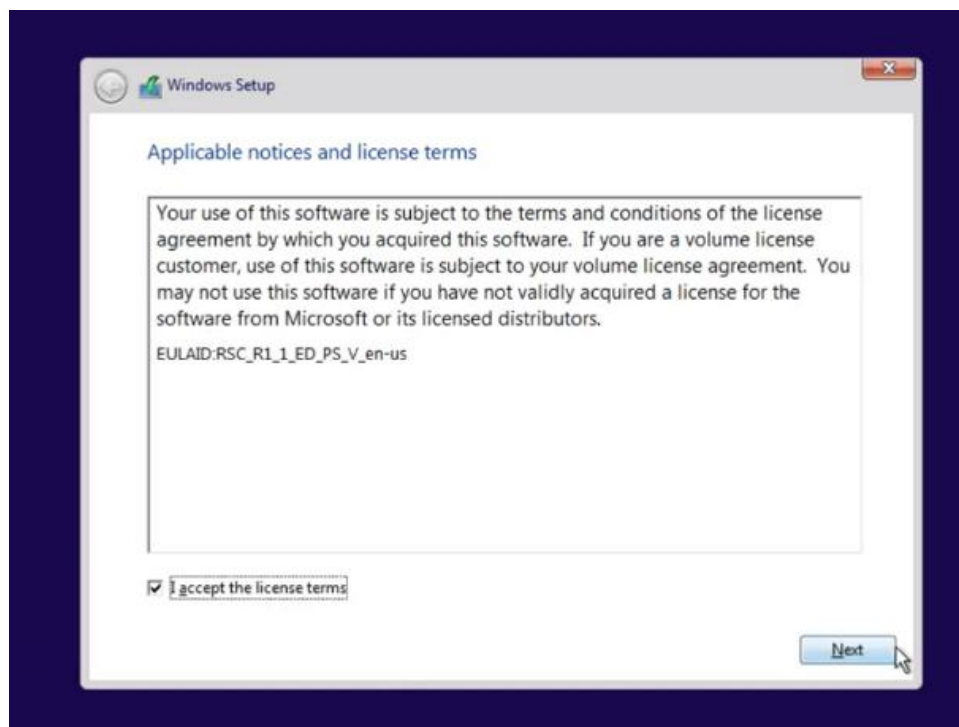 Windows Setup
Applicable notices and license terms
Your use of this software is subject to the terms and conditions of the license
agreement by which you acquired this software.  If you are a volume license
customer, use of this software is subject to your volume license agreement.  You
may not use this software if you have not validly acquired a license for the
software from Microsoft or its licensed distributors.
EULAID:RSC_R1_1_ED_PS_V_en-us
I accept the license terms
Next